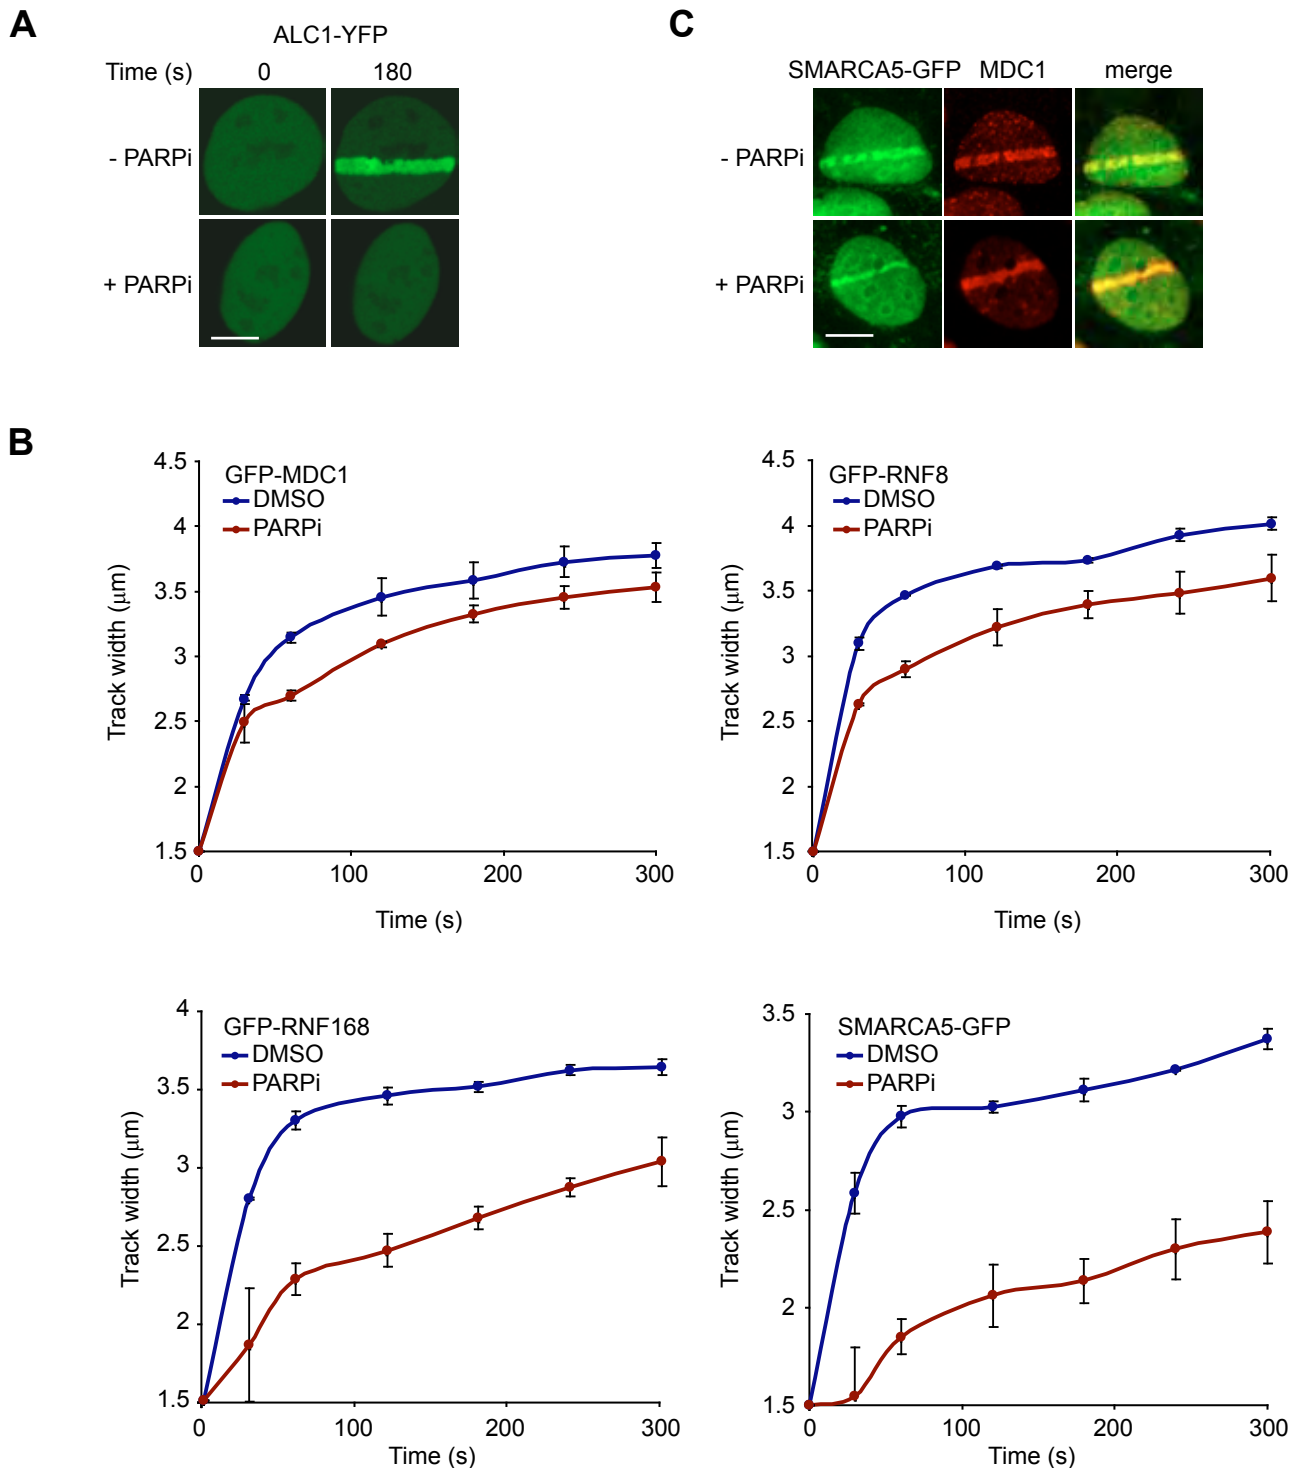 A
ALC1-YFP
Time (s) 0 180
- PARPi
+ PARPi
C
SMARCA5-GFP MDC1 merge
- PARPi
+ PARPi
B
GFP-MDC1
DMSO
PARPi
4.5
4
3.5
3
2.5
2
1.5
0 100 200 300
Track width (µm)
Time (s)
GFP-RNF8
DMSO
PARPi
4.5
4
3.5
3
2.5
2
1.5
0 100 200 300
Track width (µm)
Time (s)
GFP-RNF168
DMSO
PARPi
4
3.5
3
2.5
2
1.5
0 100 200 300
Track width (µm)
Time (s)
SMARCA5-GFP
DMSO
PARPi
3.5
3
2.5
2
1.5
0 100 200 300
Track width (µm)
Time (s)